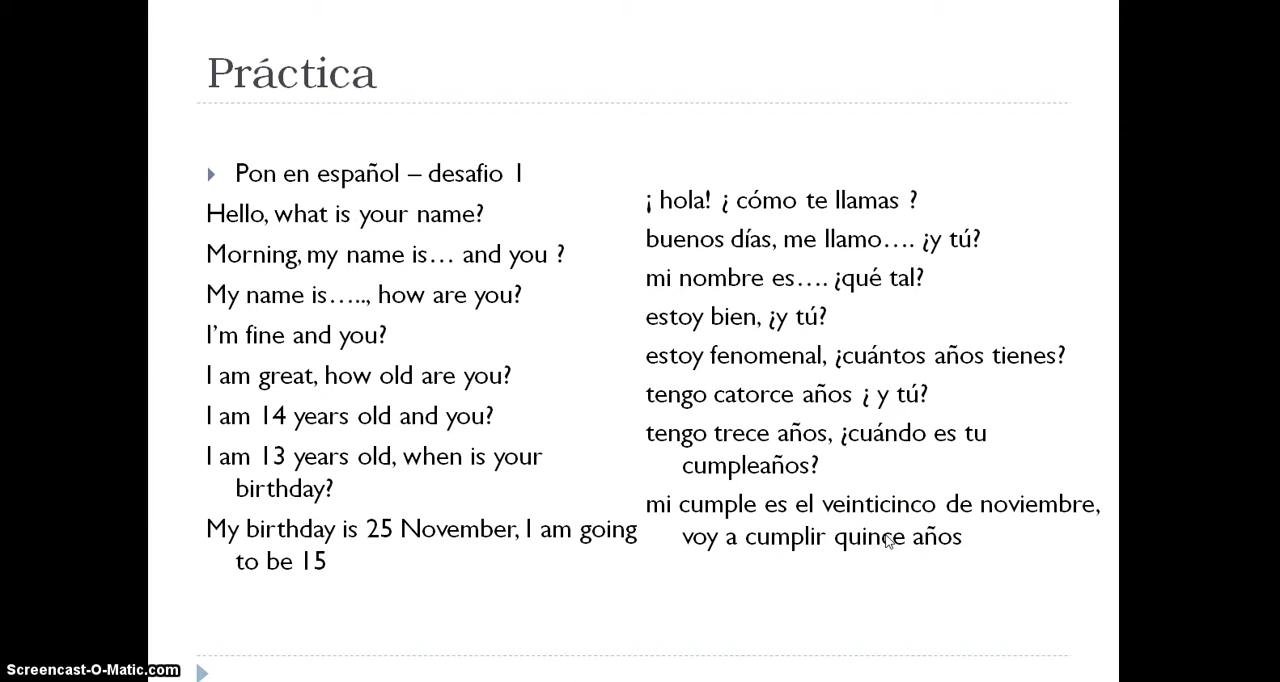 Práctica
Pon en español – desafio 1
Hello, what is your name?
Morning, my name is… and you ?
My name is….., how are you?
I'm fine and you?
I am great, how old are you?
I am 14 years old and you?
I am 13 years old, when is your
birthday?
My birthday is 25 November, I am going
to be 15
¡ hola! ¿ cómo te llamas ?
buenos días, me llamo…. ¿y tú?
mi nombre es…. ¿qué tal?
estoy bien, ¿y tú?
estoy fenomenal, ¿cuántos años tienes?
tengo catorce años ¿ y tú?
tengo trece años, ¿cuándo es tu
cumpleaños?
mi cumple es el veinticinco de noviembre,
voy a cumplir quince años
Screencast-O-Matic.com